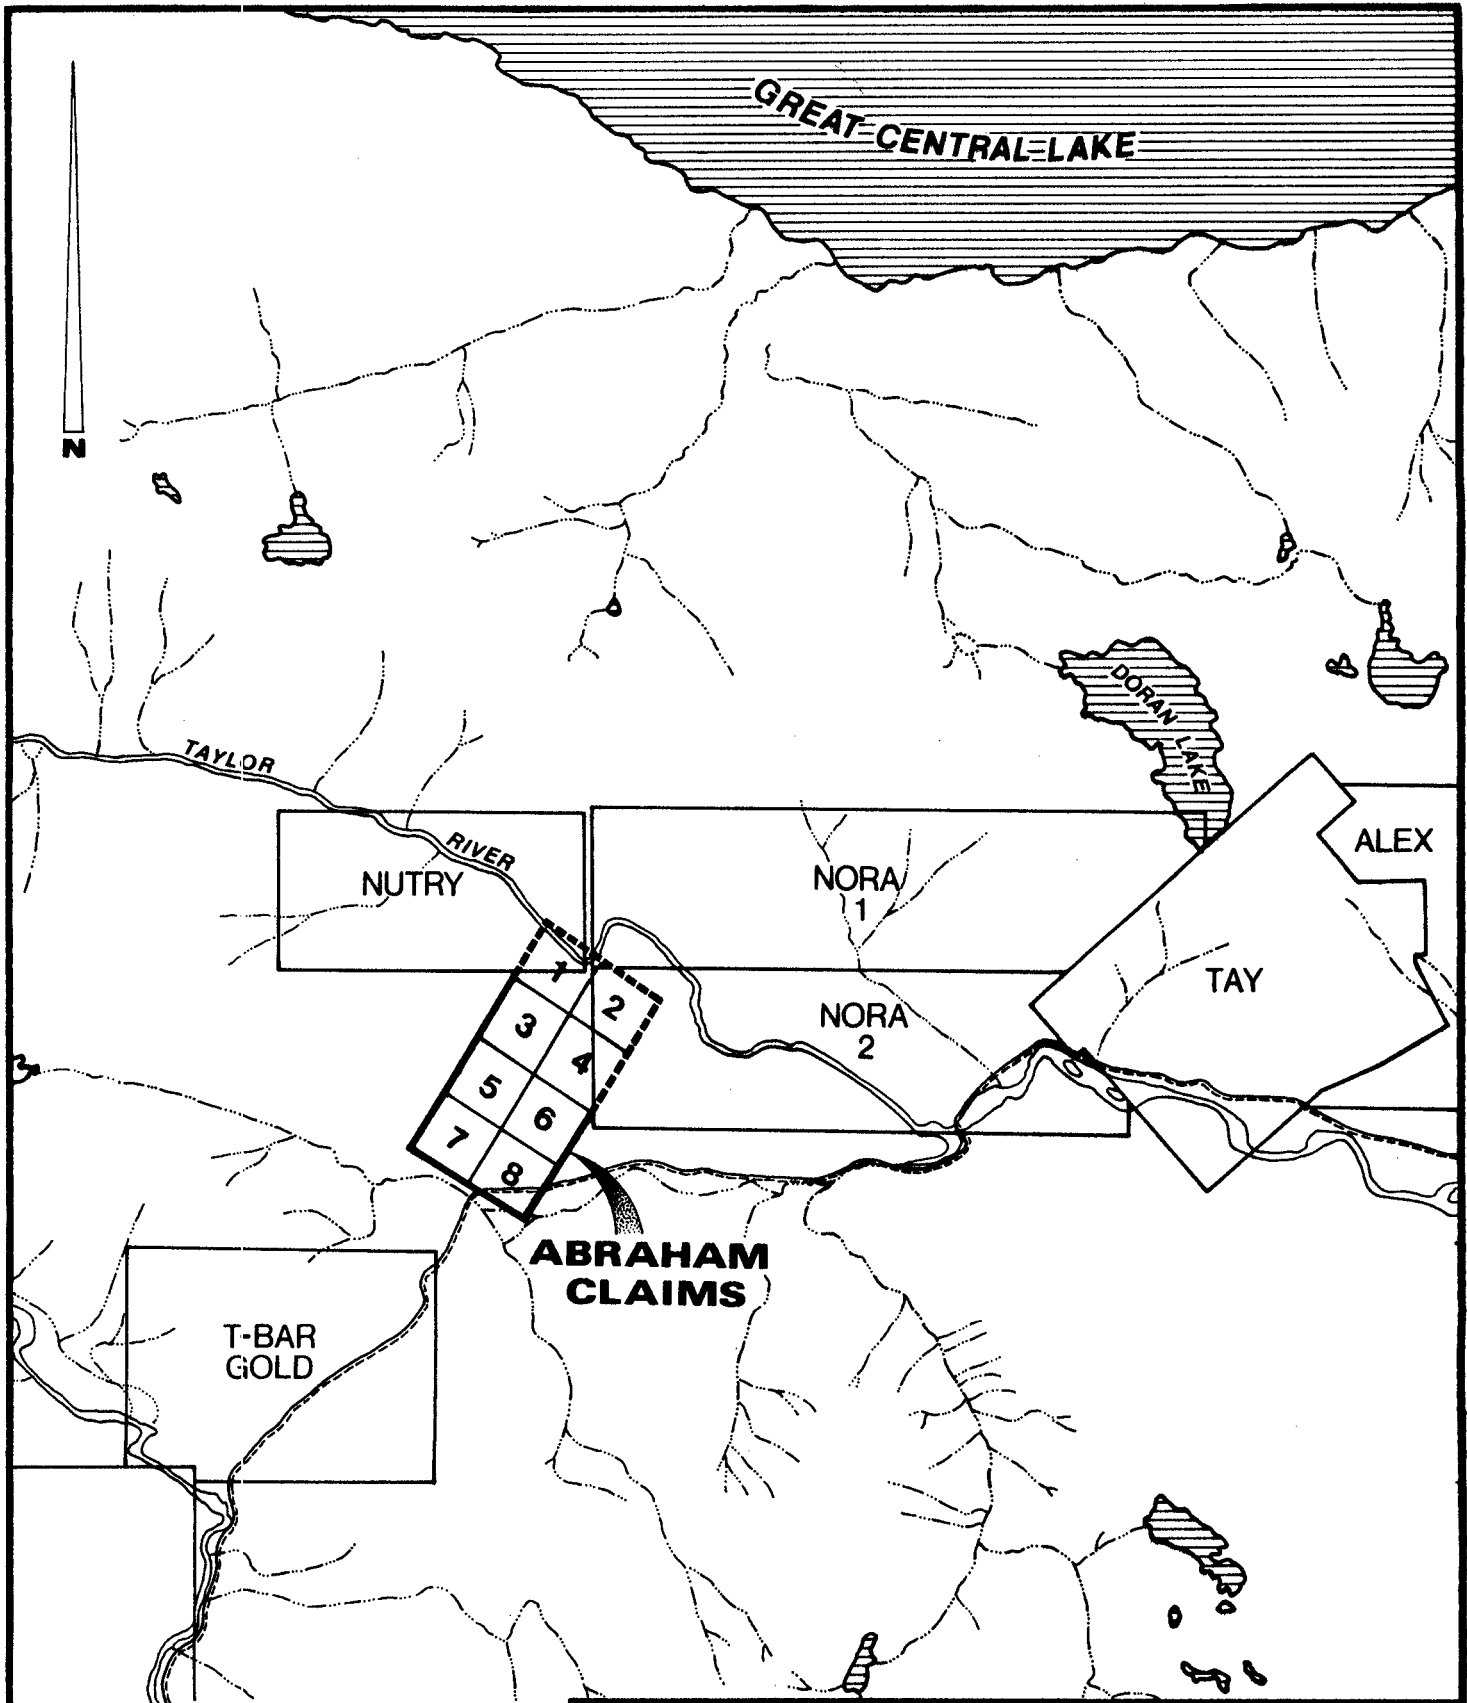 GREAT CENTRAL LAKE
N
DORAN LAKE
TAYLOR
RIVER
NUTRY
NORA
1
ALEX
TAY
NORA
2
1
2
3
4
5
6
7
8
ABRAHAM
CLAIMS
T-BAR
GOLD